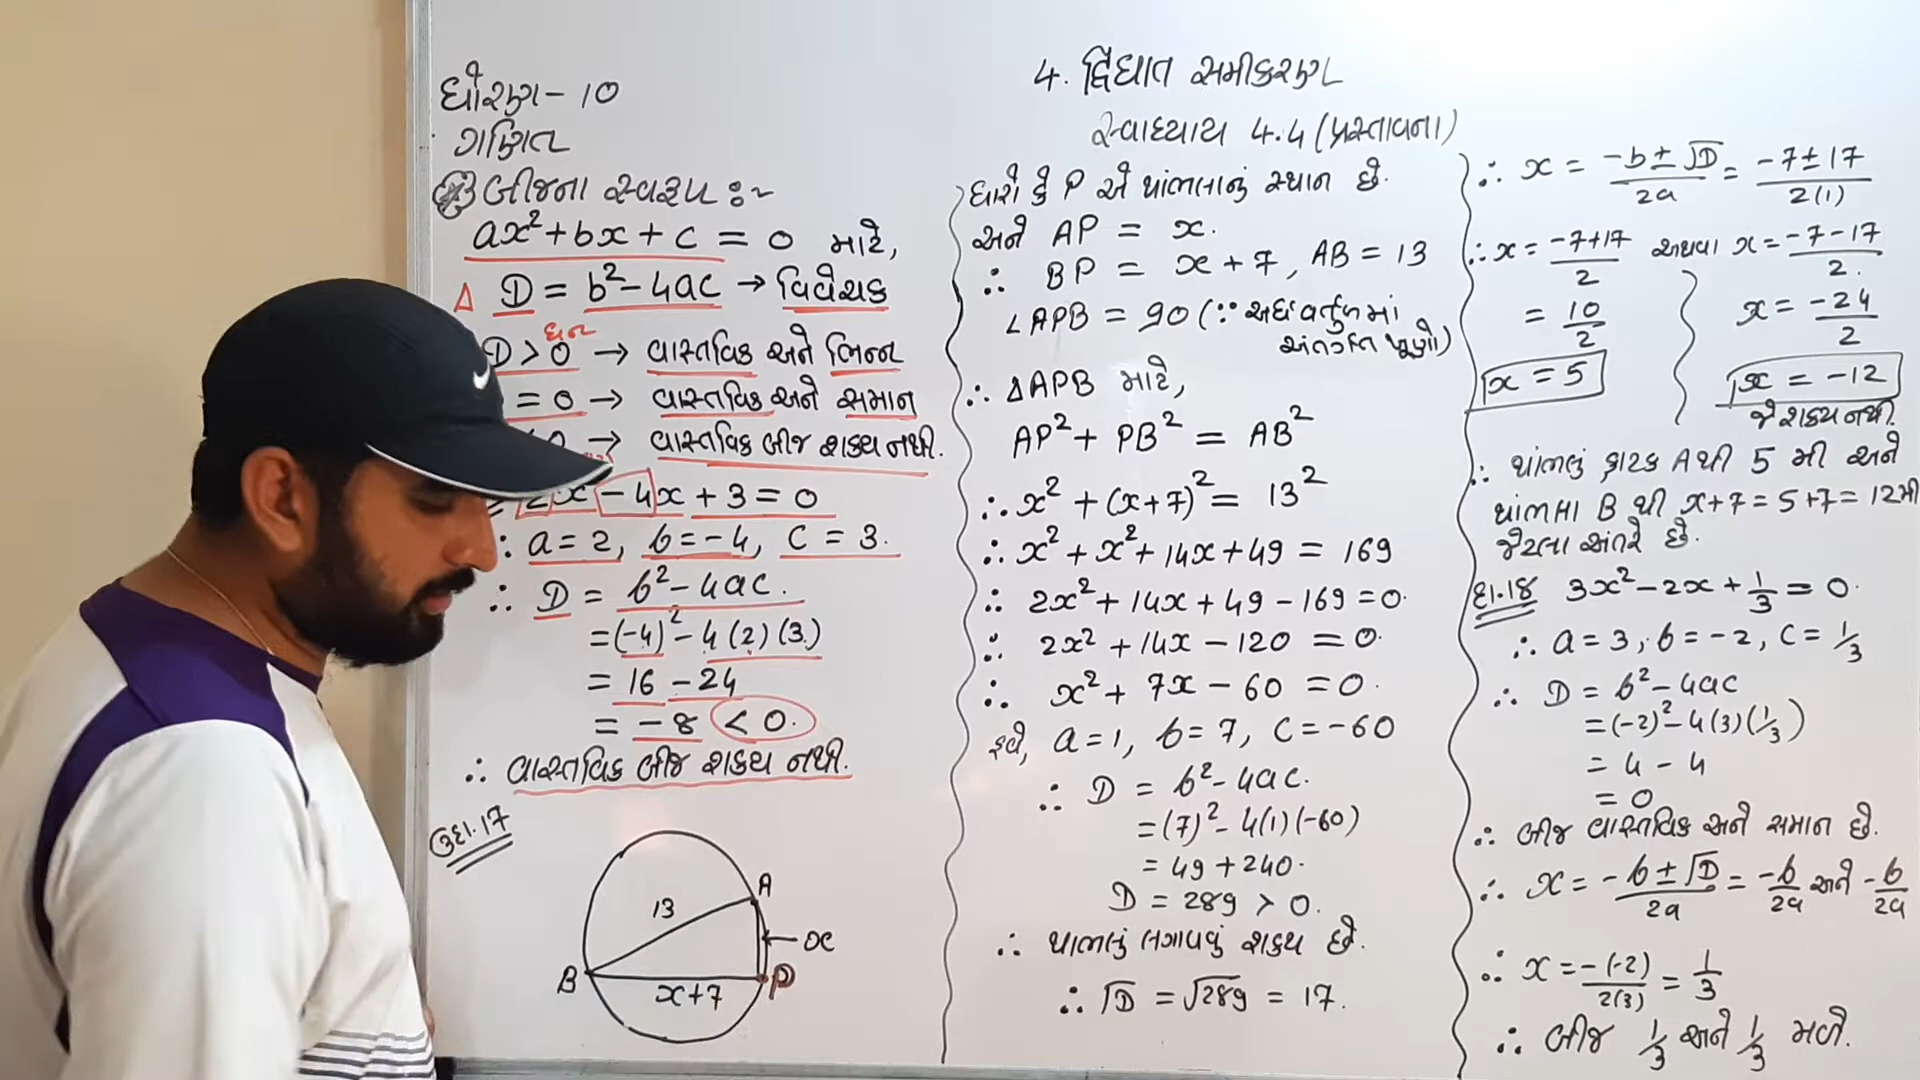 ધોરણ - 10
ગણિત
બીજના સ્વરૂપ :-
ax² + bx + c = 0 માટે,
Δ D = b² - 4ac → વિવેચક
ધન
D > 0 → વાસ્તવિક અને ભિન્ન
= 0 → વાસ્તવિક અને સમાન
0 → વાસ્તવિક બીજ શક્ય નથી.
2x - 4x + 3 = 0
∴ a = 2, b = -4, c = 3.
∴ D = b² - 4ac.
= (-4)² - 4(2)(3)
= 16 - 24
= -8 < 0.
∴ વાસ્તવિક બીજ શક્ય નથી.
ઉદા.17
A
13
x
B
x+7
P
4. દ્વિઘાત સમીકરણ
સ્વાધ્યાય 4.4 (પ્રસ્તાવના)
ધારો કે P એ થાંભલાનું સ્થાન છે.
અને AP = x.
∴ BP = x + 7, AB = 13
∠APB = 90 (∵ અર્ધવર્તુળમાં
અંતર્ગત ખૂણો)
∴ ΔAPB માટે,
AP² + PB² = AB²
∴ x² + (x+7)² = 13²
∴ x² + x² + 14x + 49 = 169
∴ 2x² + 14x + 49 - 169 = 0.
∴ 2x² + 14x - 120 = 0.
∴ x² + 7x - 60 = 0.
હવે, a = 1, b = 7, c = -60
∴ D = b² - 4ac.
= (7)² - 4(1)(-60)
= 49 + 240.
D = 289 > 0.
∴ થાંભલું લગાવવું શક્ય છે.
∴ √D = √289 = 17.
∴ x = -b ± √D / 2a = -7 ± 17 / 2(1)
∴ x = -7+17 / 2 અથવા x = -7-17 / 2.
= 10/2 x = -24/2
x = 5 x = -12
જે શક્ય નથી.
∴ થાંભલું ફાટક A થી 5 મી અને
થાંભલા B થી x+7 = 5+7 = 12મી
જેટલા અંતરે છે.
ઉદા.18 3x² - 2x + 1/3 = 0.
∴ a = 3, b = -2, c = 1/3
∴ D = b² - 4ac
= (-2)² - 4(3)(1/3)
= 4 - 4
= 0
∴ બીજ વાસ્તવિક અને સમાન છે.
∴ x = -b ± √D / 2a = -b/2a અને -b/2a
∴ x = -(-2) / 2(3) = 1/3
∴ બીજ 1/3 અને 1/3 મળે.